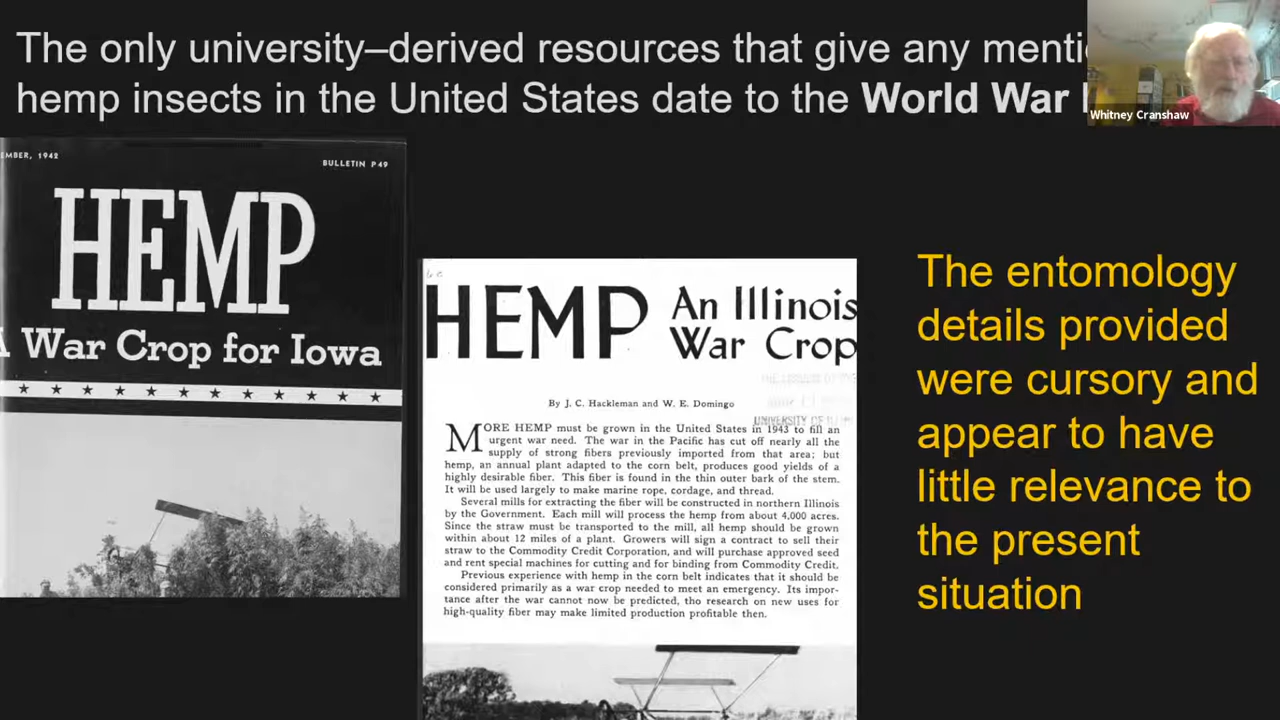 The only university–derived resources that give any
hemp insects in the United States date to the World War
Whitney Cranshaw
1942
BULLETIN P49
HEMP
War Crop for Iowa
HEMP An Illinois
War Crop
By J. C. Hackleman and W. E. Domingo
MORE HEMP must be grown in the United States in 1943 to fill an
urgent war need. The war in the Pacific has cut off nearly all the
supply of strong fibers previously imported from that area; but
hemp, an annual plant adapted to the corn belt, produces good yields of a
highly desirable fiber. This fiber is found in the thin outer bark of the stem.
It will be used largely to make marine rope, cordage, and thread.
Several mills for extracting the fiber will be constructed in northern Illinois
by the Government. Each mill will process the hemp from about 4,000 acres.
Since the straw must be transported to the mill, all hemp should be grown
within about 12 miles of a plant. Growers will sign a contract to sell their
straw to the Commodity Credit Corporation, and will purchase approved seed
and rent special machines for cutting and for binding from Commodity Credit.
Previous experience with hemp in the corn belt indicates that it should be
considered primarily as a war crop needed to meet an emergency. Its impor-
tance after the war cannot now be predicted, tho research on new uses for
high-quality fiber may make limited production profitable then.
The entomology
details provided
were cursory and
appear to have
little relevance to
the present
situation